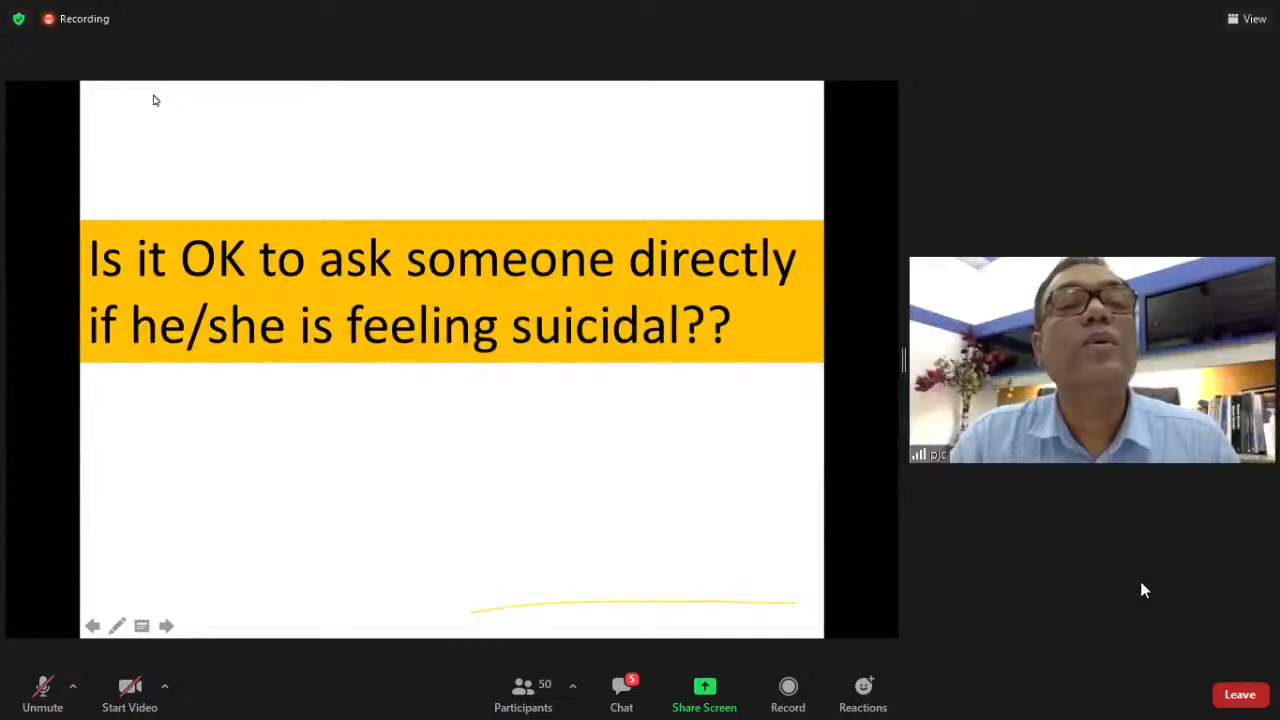 Recording
View
Is it OK to ask someone directly
if he/she is feeling suicidal??
pjc
Unmute
Start Video
50
Participants
5
Chat
Share Screen
Record
Reactions
Leave